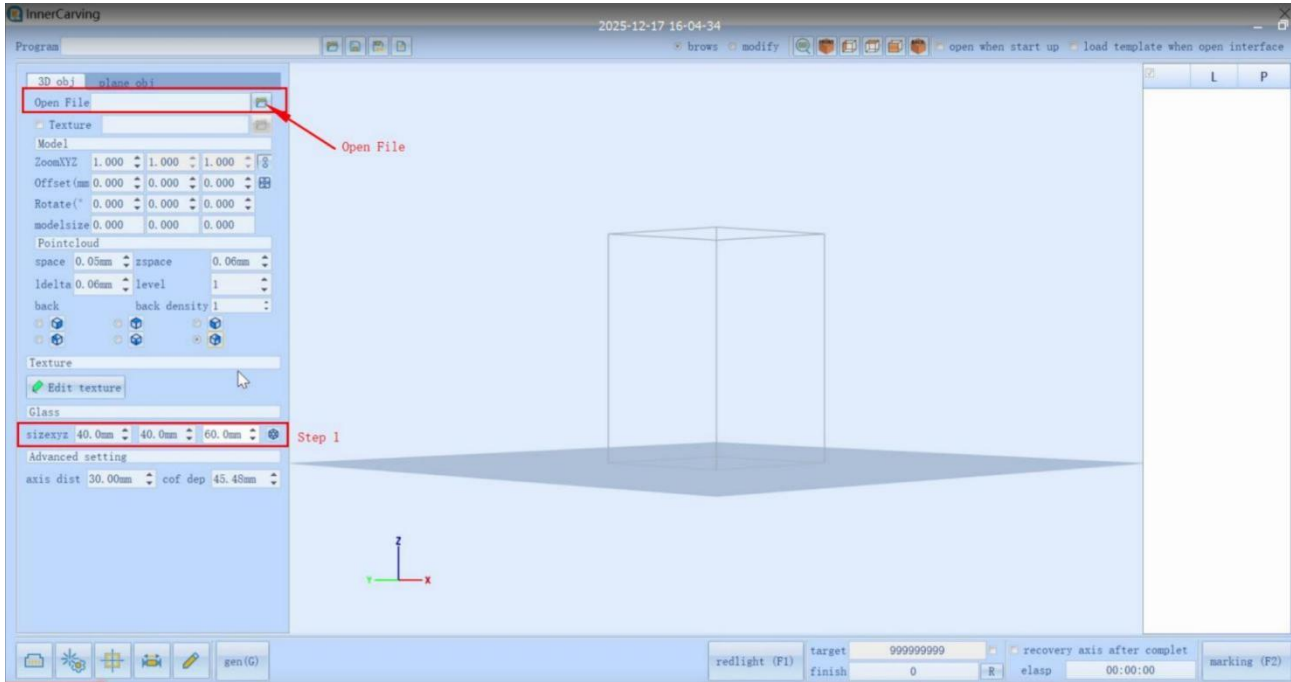 InnerCarving
2025-12-17 16-04-34
Program brows modify open when start up load template when open interface
3D obj plane obj L P
Open File
Texture
Open File
Model
ZoomXYZ 1.000 1.000 1.000
Offset(mm 0.000 0.000 0.000
Rotate(° 0.000 0.000 0.000
modelsize 0.000 0.000 0.000
Pointcloud
space 0.05mm zspace 0.06mm
ldelta 0.06mm level 1
back back density 1
Texture
Edit texture
Glass
sizexyz 40.0mm 40.0mm 60.0mm Step 1
Advanced setting
axis dist 30.00mm cof dep 45.48mm
Z
Y X
gen(G) redlight (F1) target 999999999 recovery axis after complet marking (F2)
finish 0 R elasp 00:00:00